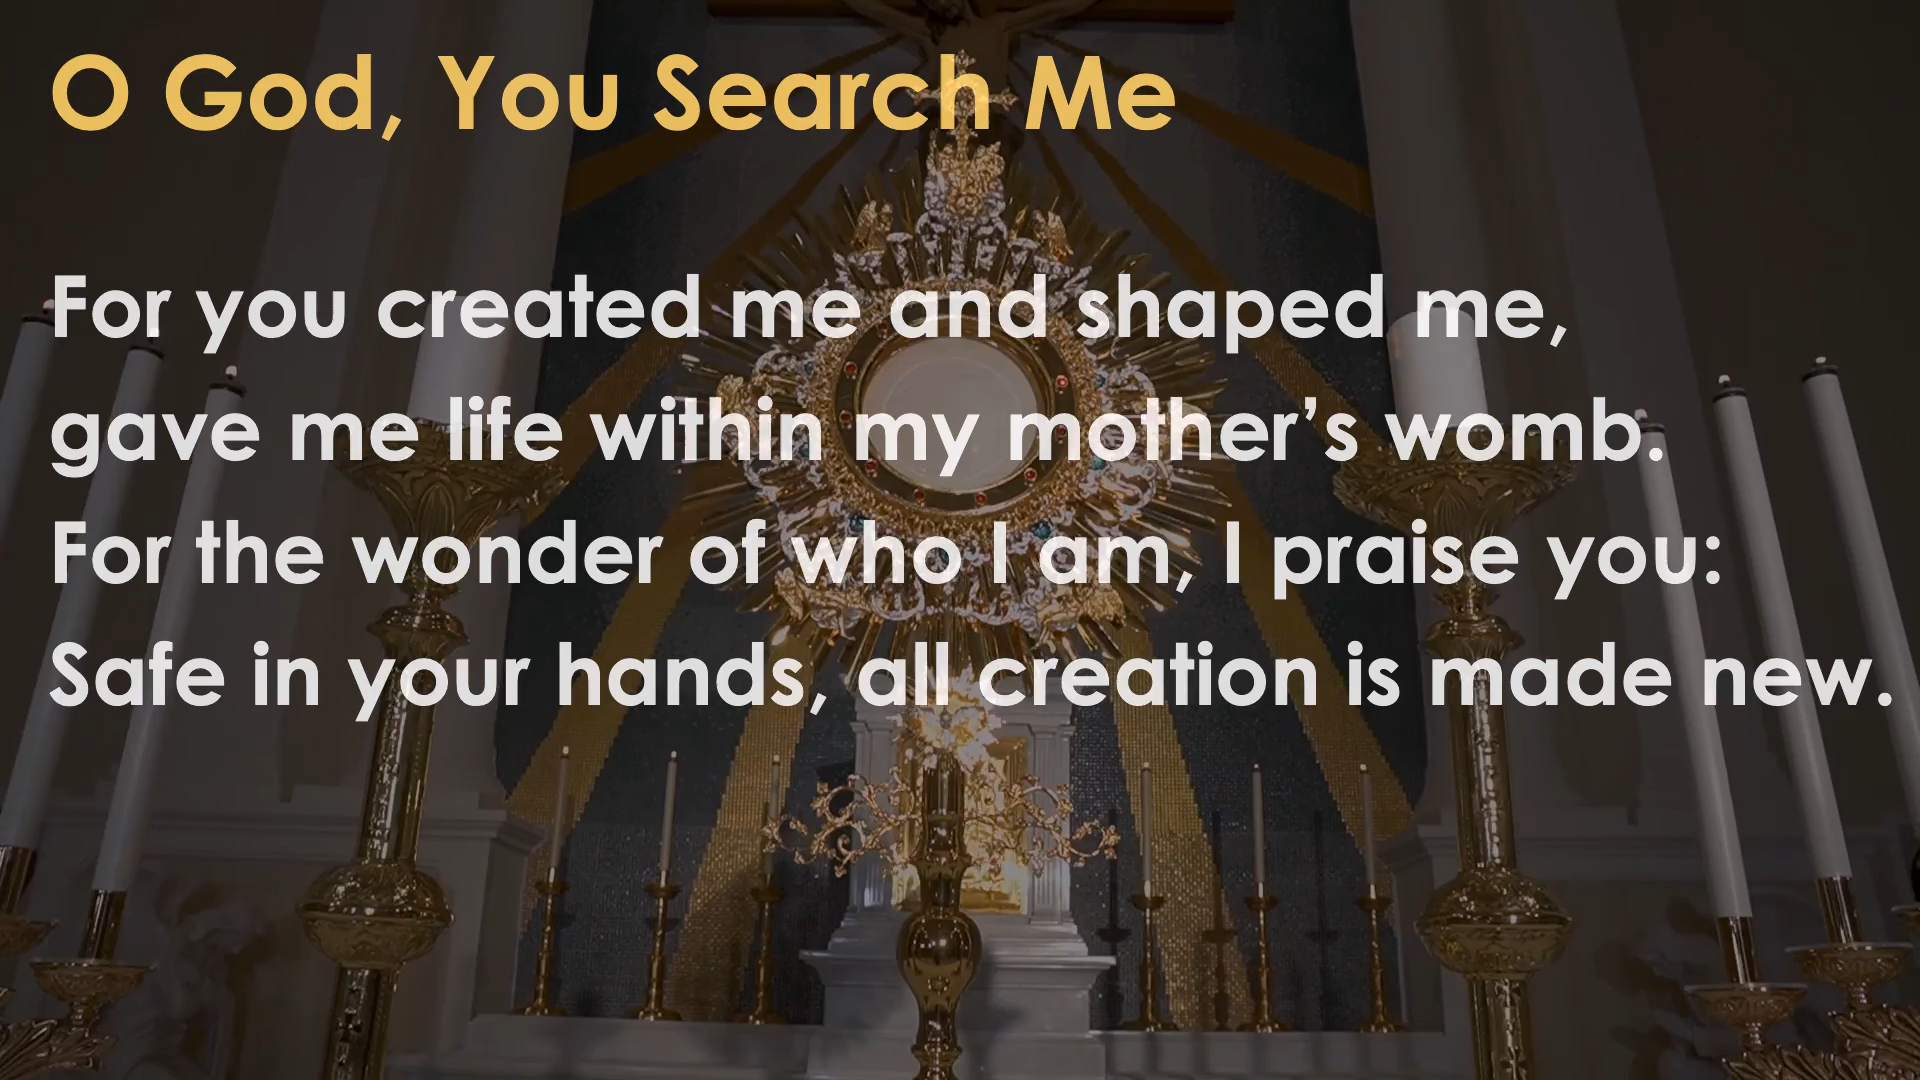 O God, You Search Me
For you created me and shaped me,
gave me life within my mother’s womb.
For the wonder of who I am, I praise you:
Safe in your hands, all creation is made new.